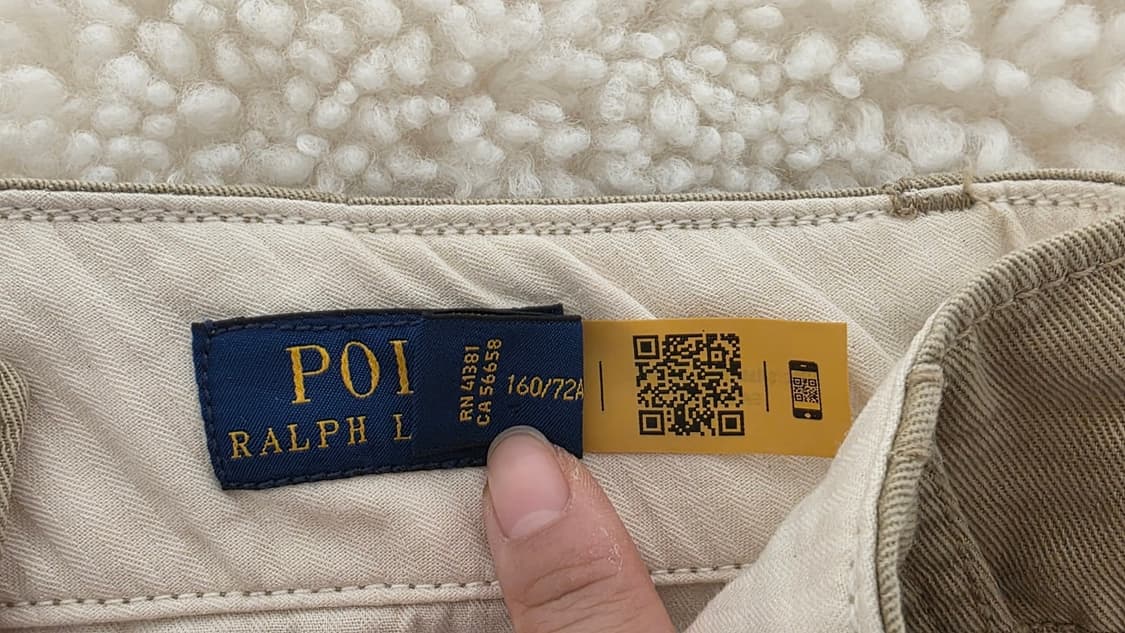 POI
RALPH L
RN 41381
CA 56658
160/72A